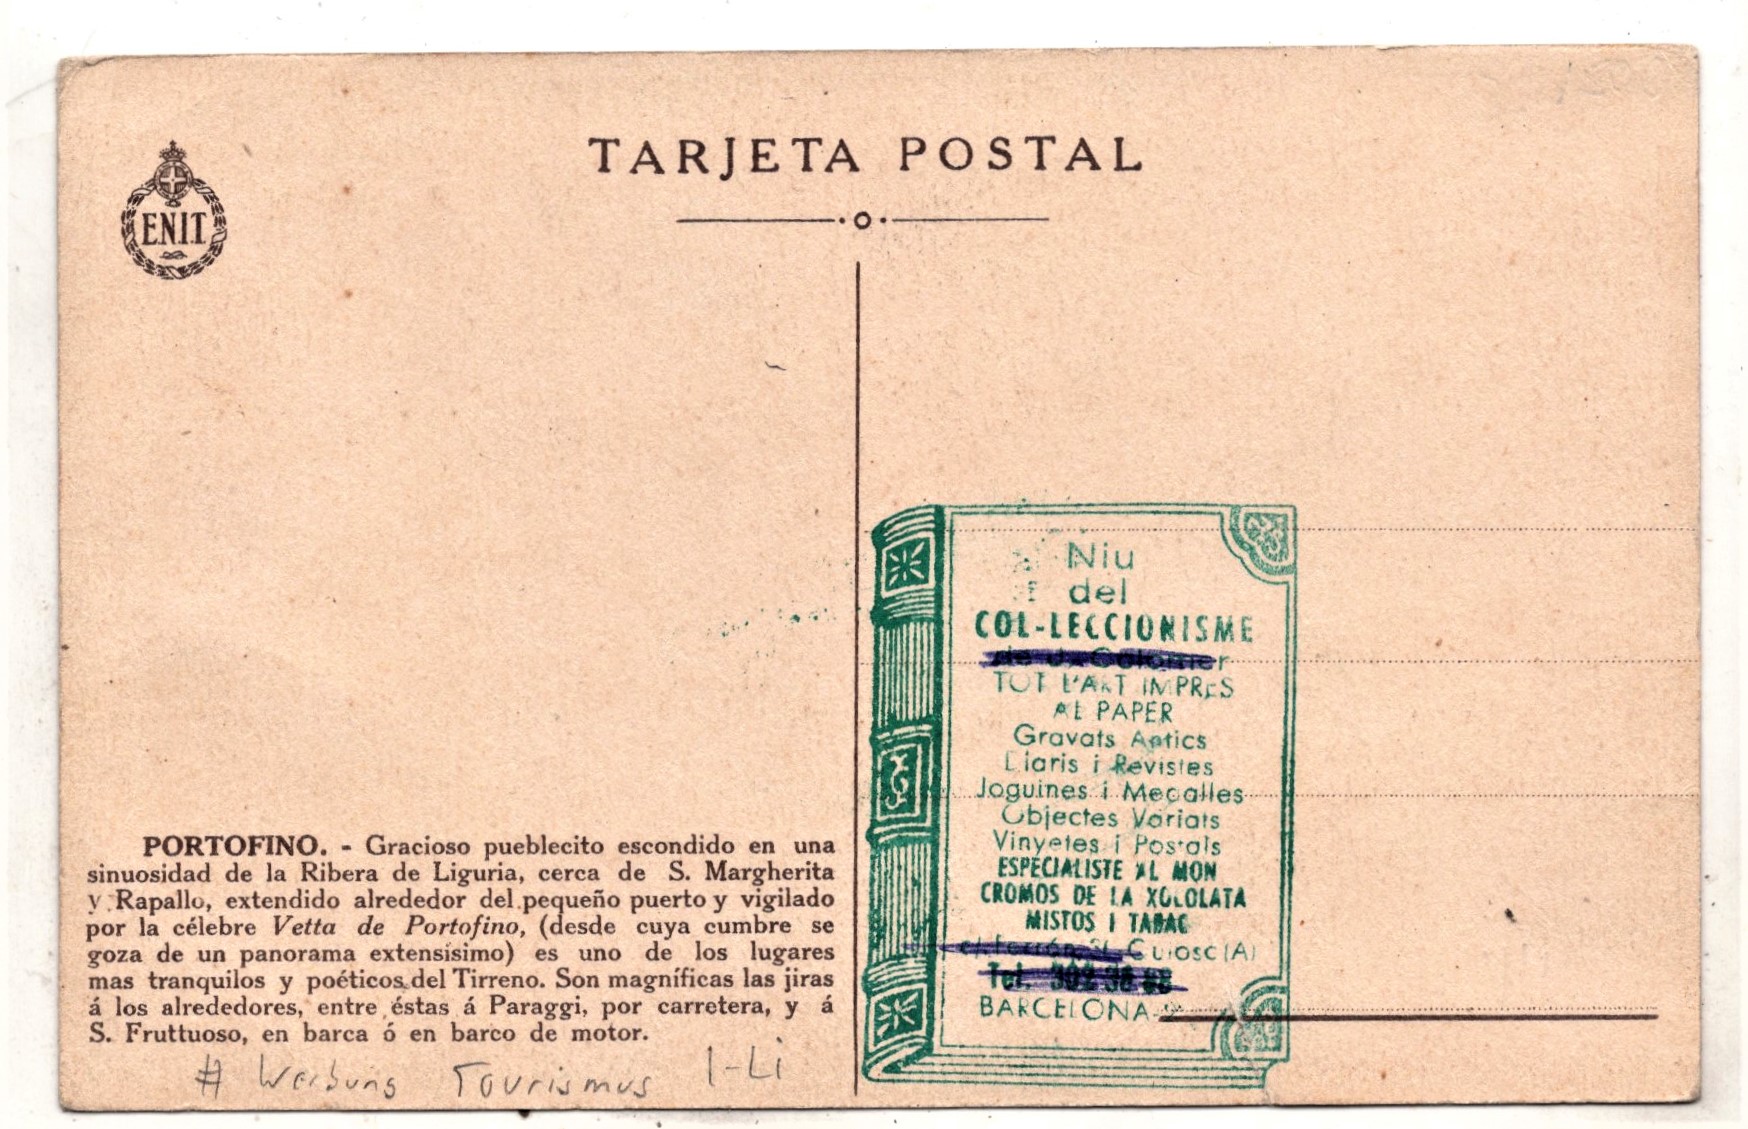 TARJETA POSTAL
E.N.I.T.
PORTOFINO. - Gracioso pueblecito escondido en una
sinuosidad de la Ribera de Liguria, cerca de S. Margherita
y Rapallo, extendido alrededor del pequeño puerto y vigilado
por la célebre Vetta de Portofino, (desde cuya cumbre se
goza de un panorama extensísimo) es uno de los lugares
mas tranquilos y poéticos del Tirreno. Son magníficas las jiras
á los alrededores, entre éstas á Paraggi, por carretera, y á
S. Fruttuoso, en barca ó en barco de motor.
# Werbung Tourismus I-Li
Niu
del
COL-LECCIONISME
de J. Colomer
TOT L'ART IMPRES
AL PAPER
Gravats Antics
Diaris i Revistes
Joguines i Medalles
Objectes Variats
Vinyetes i Postals
ESPECIALISTE AL MON
CROMOS DE LA XOCOLATA
MISTOS I TABAC
Quiosc (A)
Tel.
BARCELONA